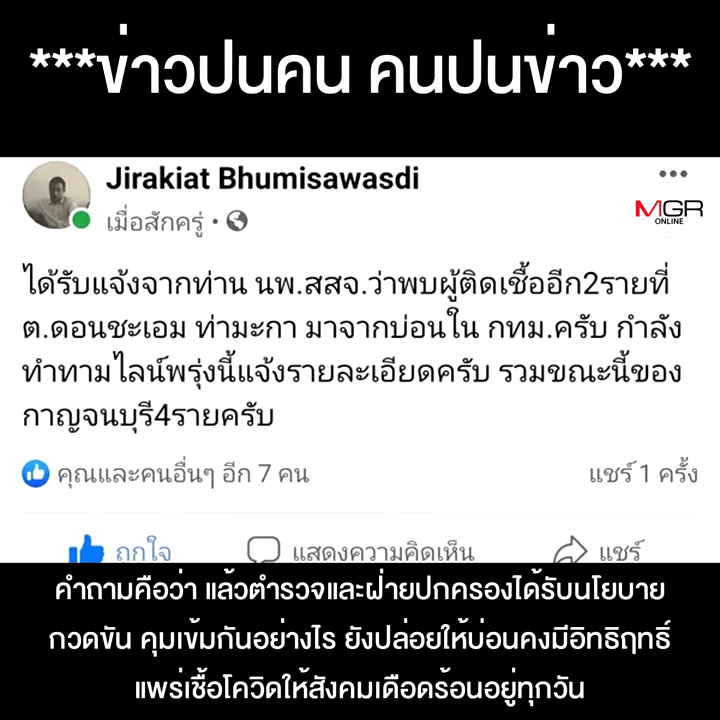 ***ข่าวปนคน คนปนข่าว***
Jirakiat Bhumisawasdi
เมื่อสักครู่ ·
MGR
ONLINE
ได้รับแจ้งจากท่าน นพ.สสจ.ว่าพบผู้ติดเชื้ออีก2รายที่
ต.ดอนชะเอม ท่ามะกา มาจากบ่อนใน กทม.ครับ กำลัง
ทำทามไลน์พรุ่งนี้แจ้งรายละเอียดครับ รวมขณะนี้ของ
กาญจนบุรี4รายครับ
คุณและคนอื่นๆ อีก 7 คน
แชร์ 1 ครั้ง
ถูกใจ
แสดงความคิดเห็น
แชร์
คำถามคือว่า แล้วตำรวจและฝ่ายปกครองได้รับนโยบาย
กวดขัน คุมเข้มกันอย่างไร ยังปล่อยให้บ่อนคงมีอิทธิฤทธิ์
แพร่เชื้อโควิดให้สังคมเดือดร้อนอยู่ทุกวัน